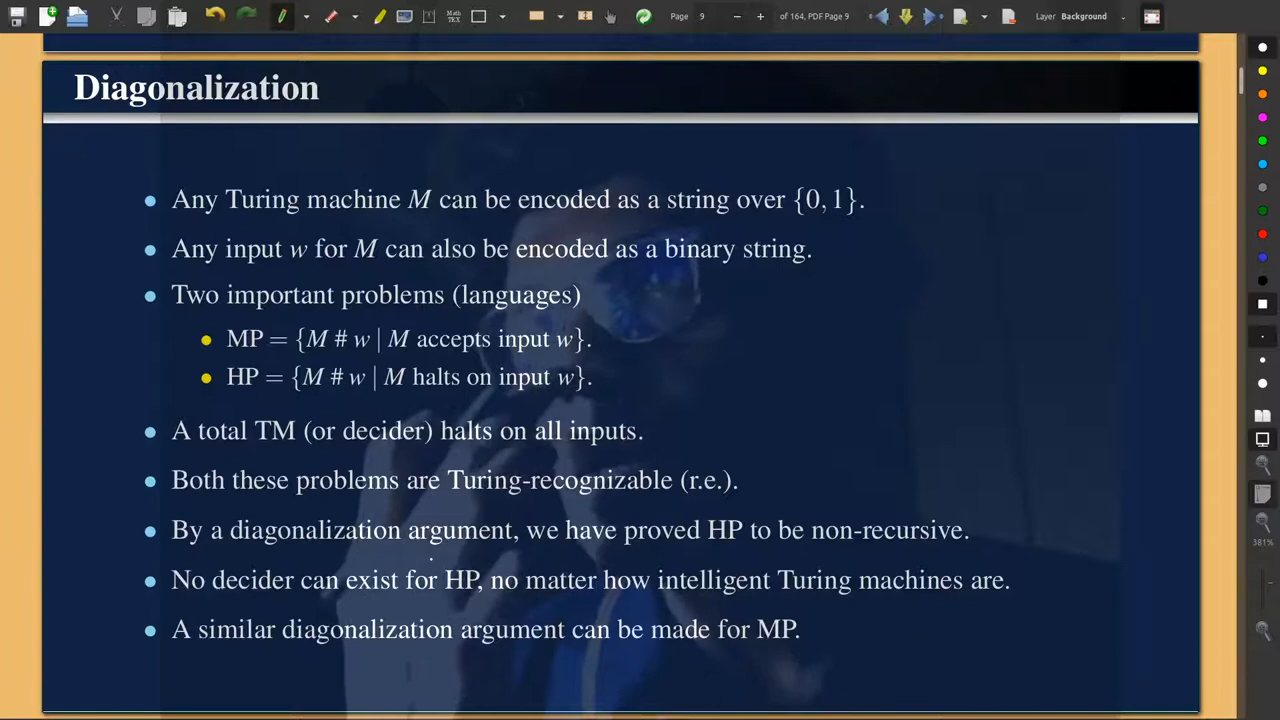 Math
TEX
Page 9 of 164, PDF Page 9 Layer Background
Diagonalization
Any Turing machine M can be encoded as a string over {0, 1}.
Any input w for M can also be encoded as a binary string.
Two important problems (languages)
MP = {M # w | M accepts input w}.
HP = {M # w | M halts on input w}.
A total TM (or decider) halts on all inputs.
Both these problems are Turing-recognizable (r.e.).
By a diagonalization argument, we have proved HP to be non-recursive.
No decider can exist for HP, no matter how intelligent Turing machines are.
A similar diagonalization argument can be made for MP.
381%